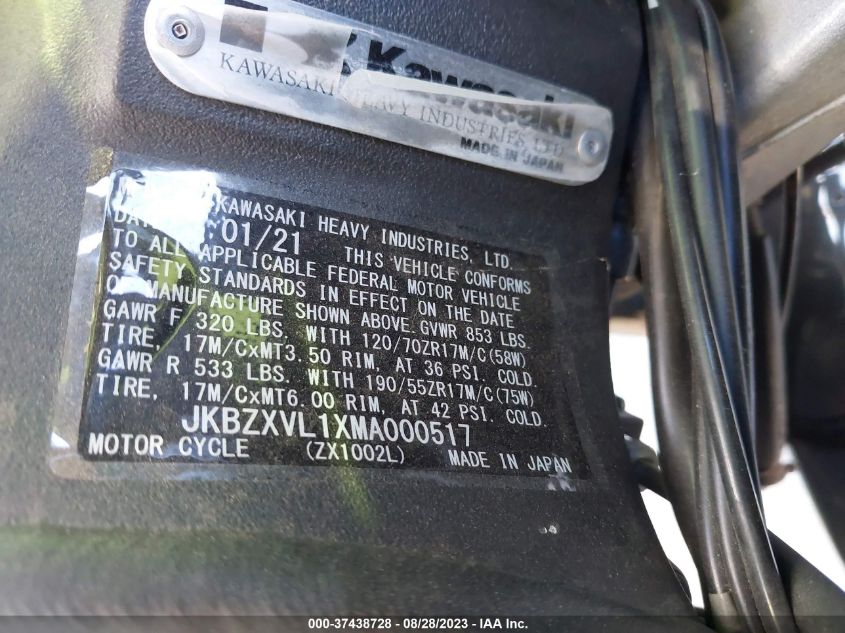 Kawasaki
KAWASAKI HEAVY INDUSTRIES, LTD.
MADE IN JAPAN
KAWASAKI HEAVY INDUSTRIES, LTD.
01/21 THIS VEHICLE CONFORMS
TO ALL APPLICABLE FEDERAL MOTOR VEHICLE
SAFETY STANDARDS IN EFFECT ON THE DATE
OF MANUFACTURE SHOWN ABOVE. GVWR 853 LBS.
GAWR F 320 LBS. WITH 120/70ZR17M/C(58W)
TIRE, 17M/CxMT3.50 RIM, AT 36 PSI. COLD.
GAWR R 533 LBS. WITH 190/55ZR17M/C(75W)
TIRE, 17M/CxMT6.00 RIM, AT 42 PSI. COLD.
JKBZXVL1XMA000517
MOTOR CYCLE (ZX1002L) MADE IN JAPAN
000-37438728 - 08/28/2023 - IAA Inc.